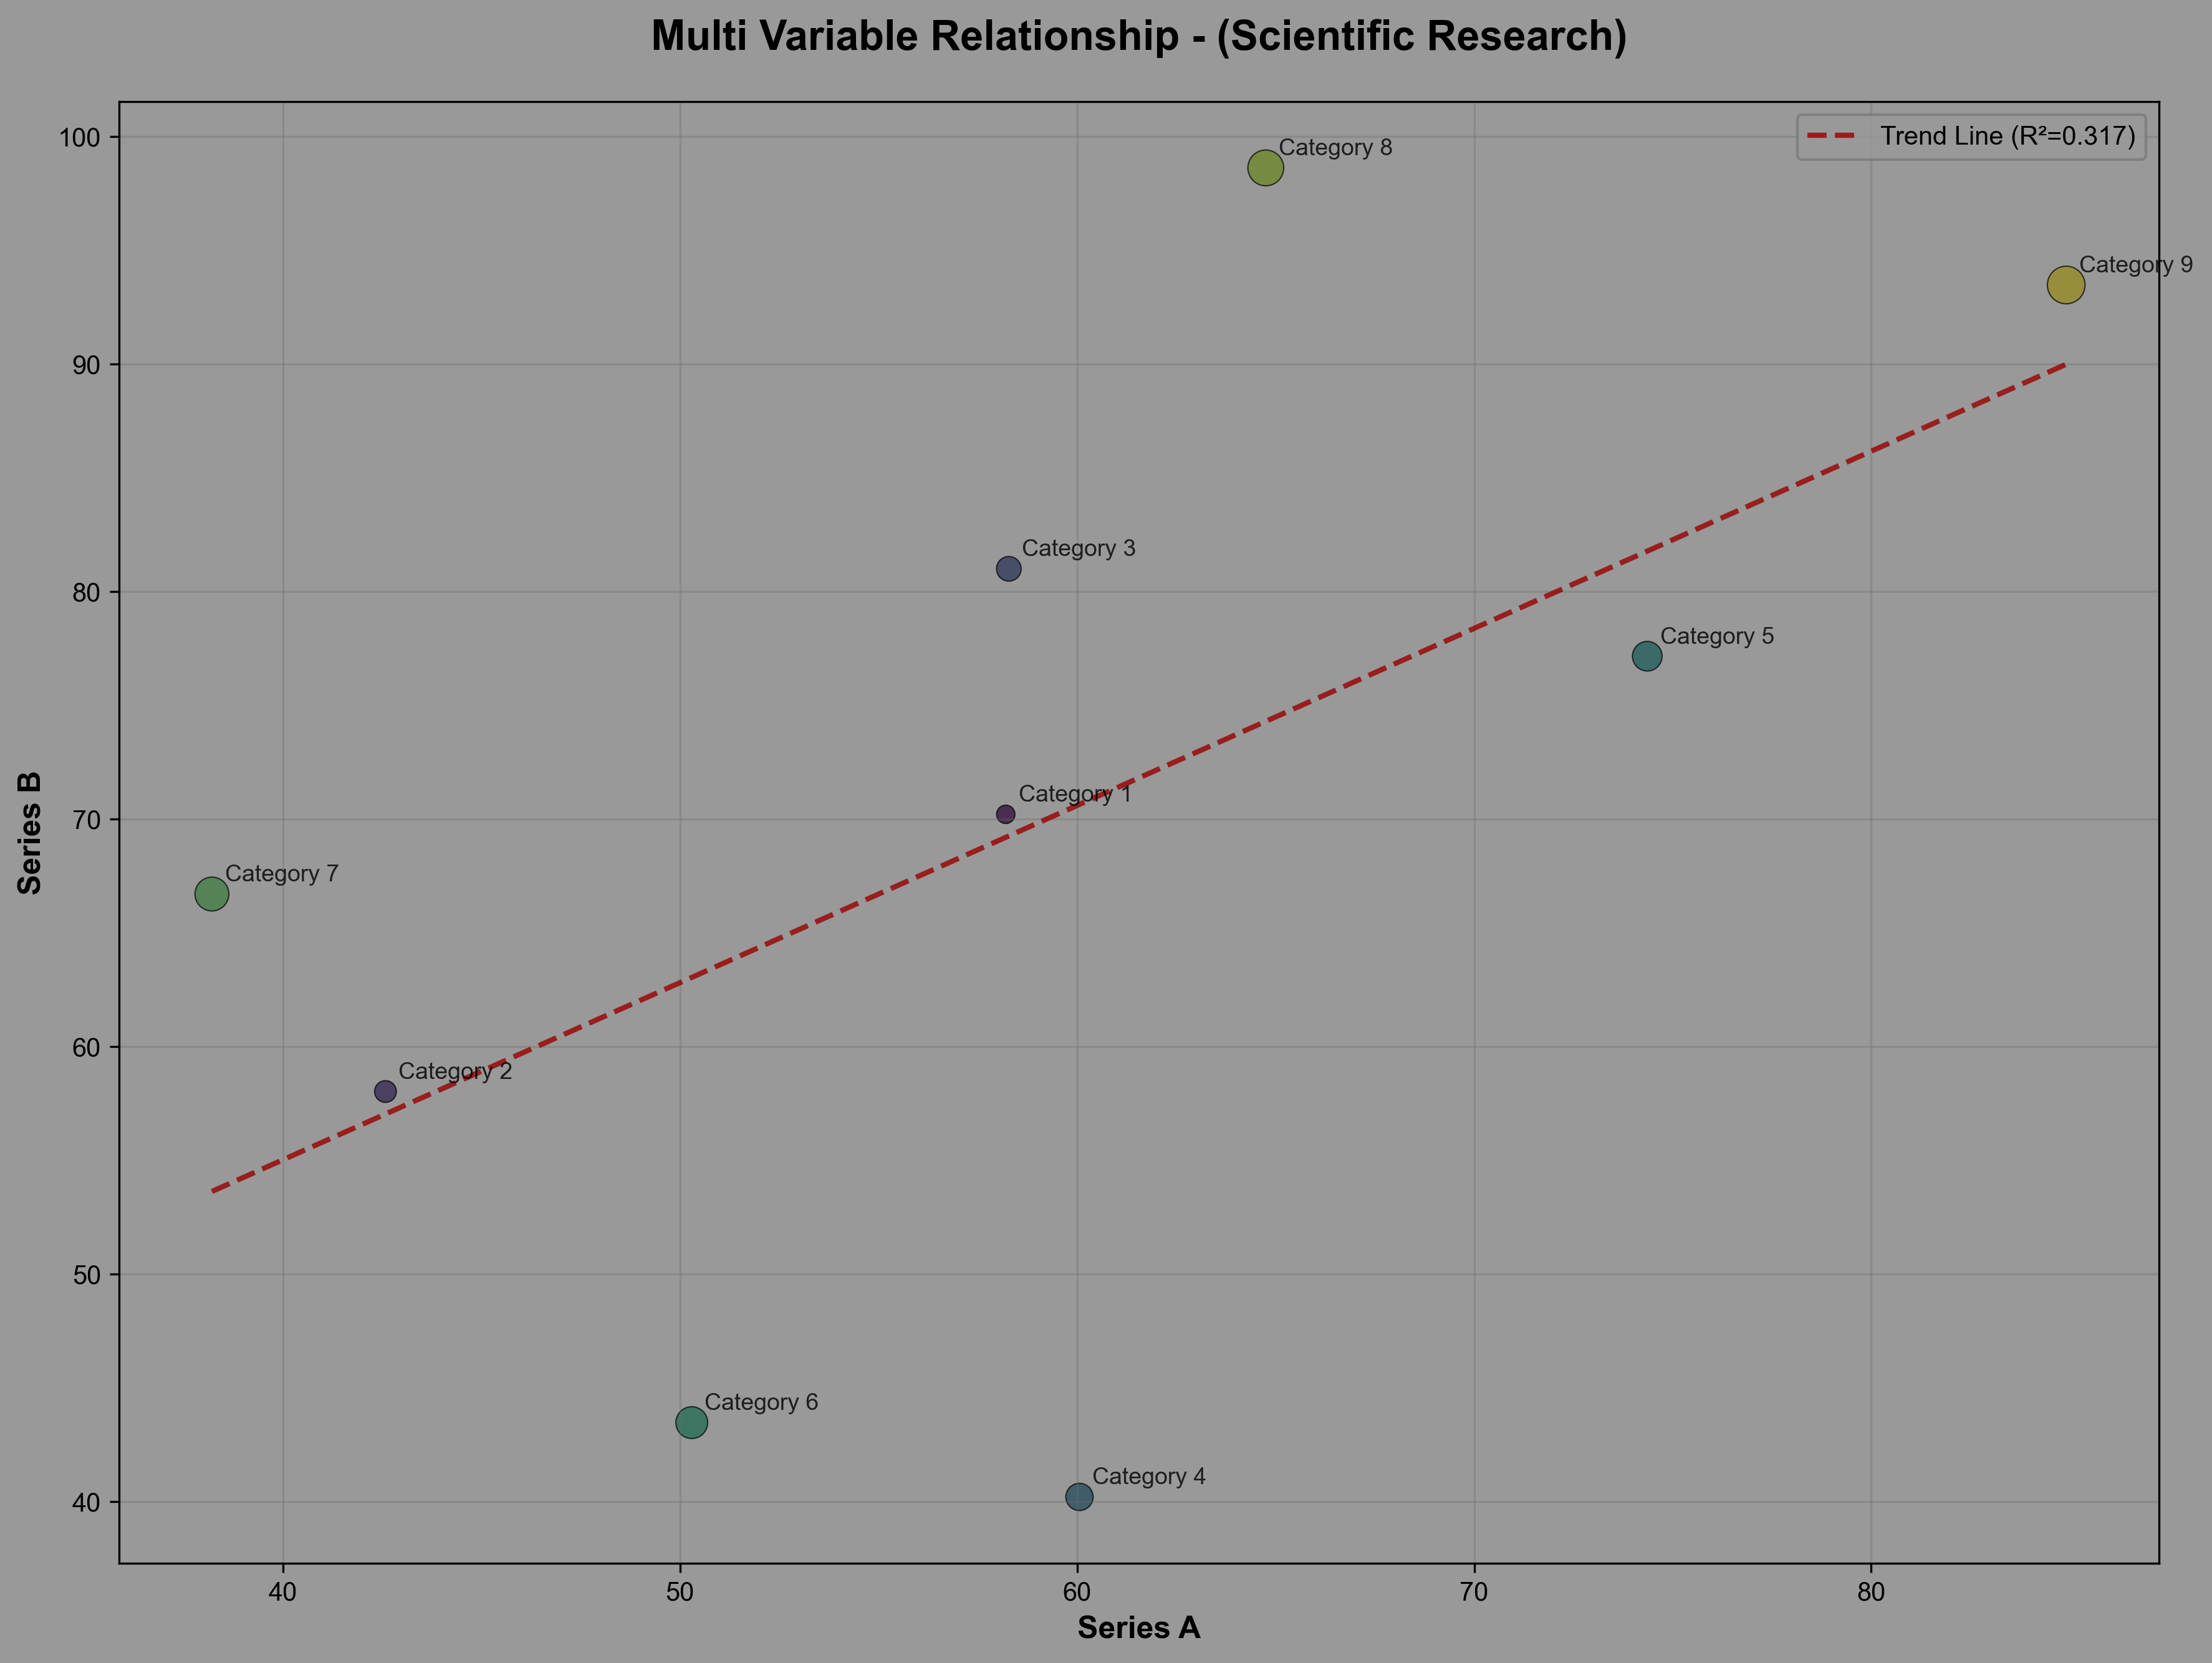 Multi Variable Relationship - (Scientific Research)
Trend Line (R²=0.317)
100
90
80
70
60
50
40
Series B
Category 8
Category 9
Category 3
Category 5
Category 1
Category 7
Category 2
Category 6
Category 4
40
50
60
70
80
Series A